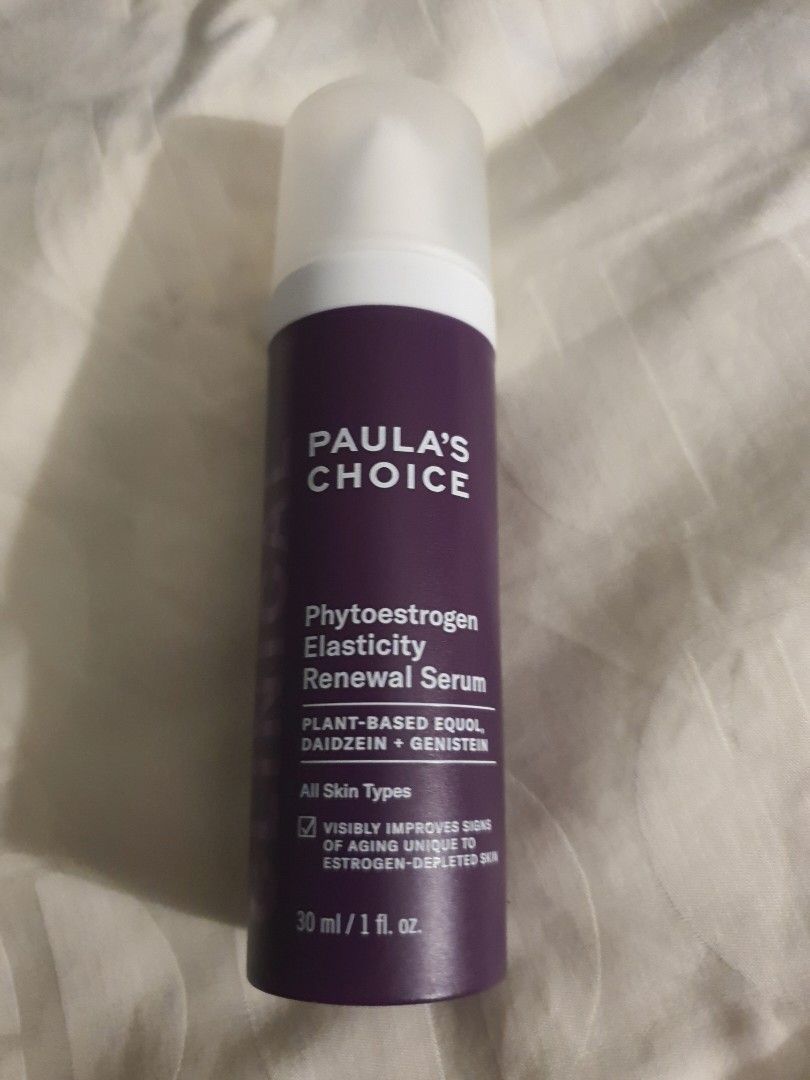 PAULA'S
CHOICE
Phytoestrogen
Elasticity
Renewal Serum
PLANT-BASED EQUOL,
DAIDZEIN + GENISTEIN
All Skin Types
VISIBLY IMPROVES SIGNS
OF AGING UNIQUE TO
ESTROGEN-DEPLETED SKIN
30 ml / 1 fl. oz.
CLINICAL